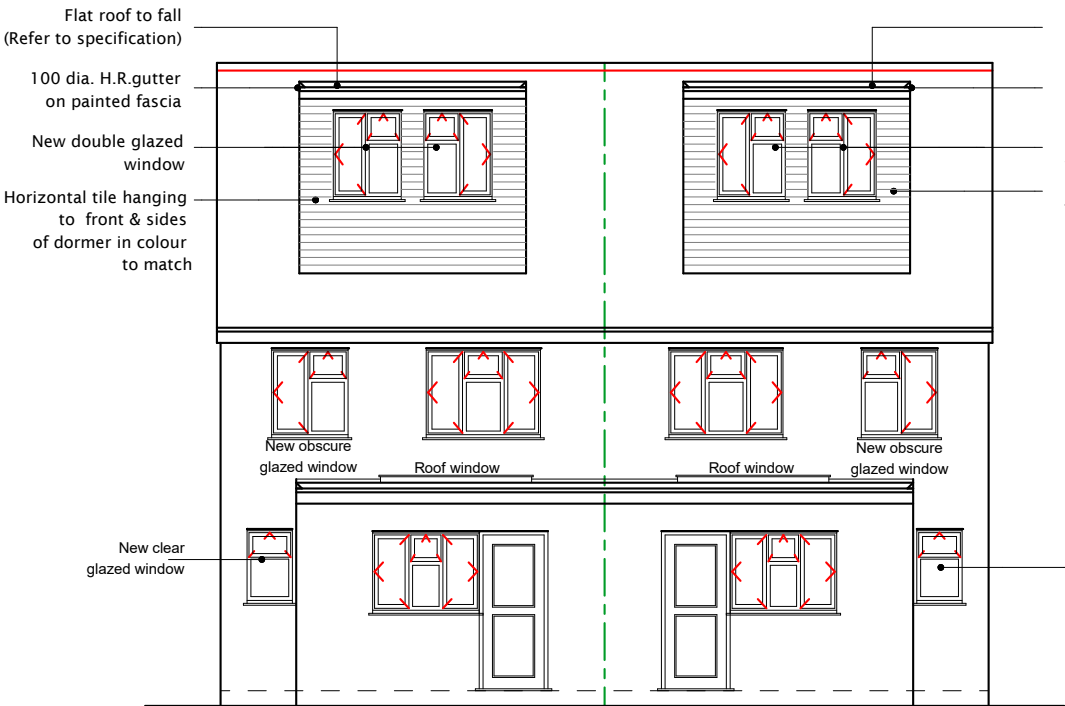 Flat roof to fall
(Refer to specification)
100 dia. H.R.gutter
on painted fascia
New double glazed
window
Horizontal tile hanging
to front & sides
of dormer in colour
to match
New obscure
glazed window
Roof window
Roof window
New obscure
glazed window
New clear
glazed window